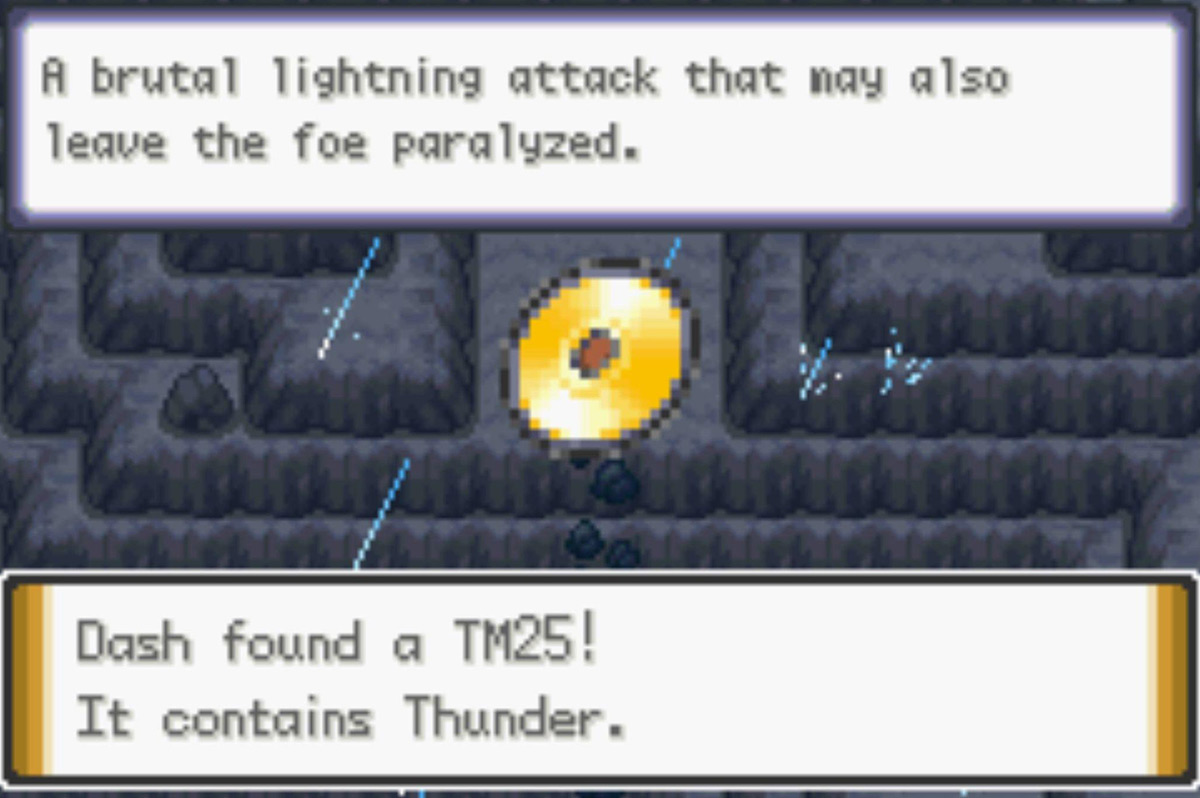 A brutal lightning attack that may also
leave the foe paralyzed.
Dash found a TM25!
It contains Thunder.